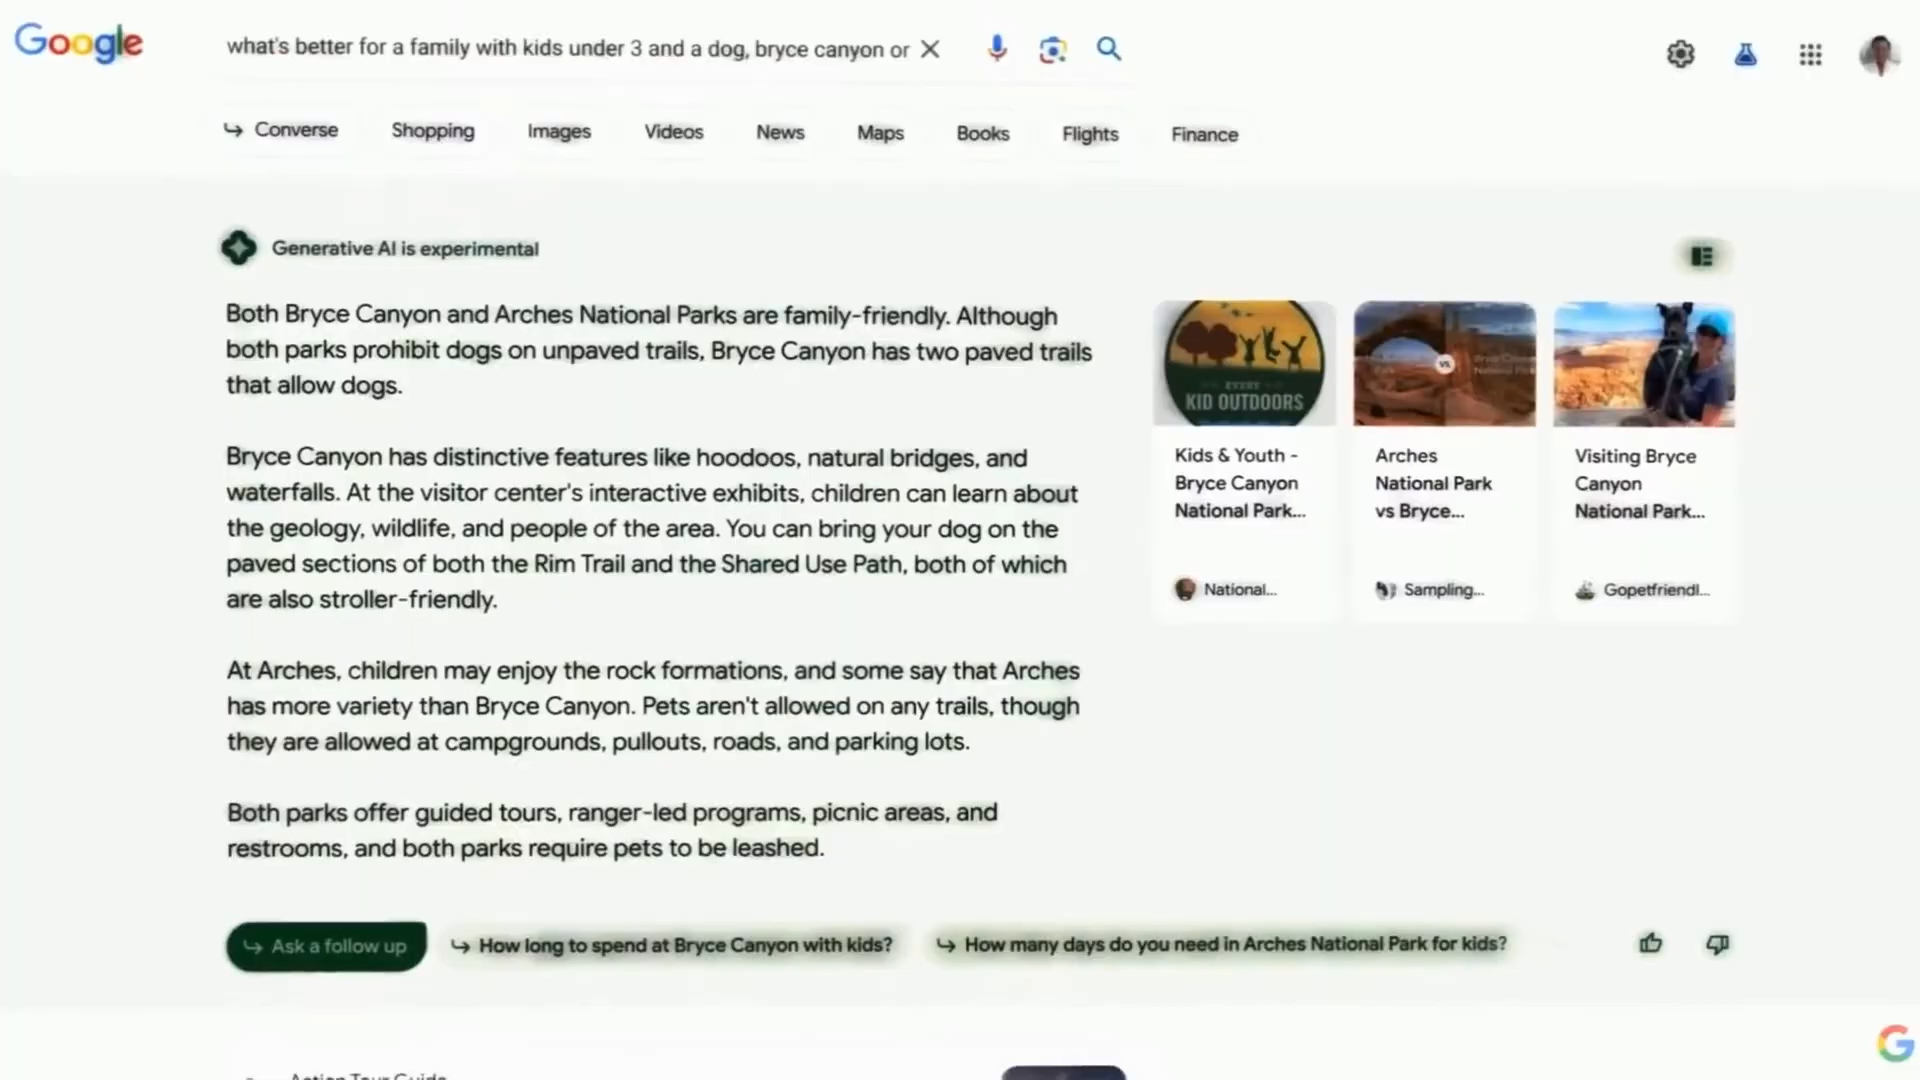 Google
what's better for a family with kids under 3 and a dog, bryce canyon or
Converse
Shopping
Images
Videos
News
Maps
Books
Flights
Finance
Generative AI is experimental
Both Bryce Canyon and Arches National Parks are family-friendly. Although
both parks prohibit dogs on unpaved trails, Bryce Canyon has two paved trails
that allow dogs.
Bryce Canyon has distinctive features like hoodoos, natural bridges, and
waterfalls. At the visitor center's interactive exhibits, children can learn about
the geology, wildlife, and people of the area. You can bring your dog on the
paved sections of both the Rim Trail and the Shared Use Path, both of which
are also stroller-friendly.
At Arches, children may enjoy the rock formations, and some say that Arches
has more variety than Bryce Canyon. Pets aren't allowed on any trails, though
they are allowed at campgrounds, pullouts, roads, and parking lots.
Both parks offer guided tours, ranger-led programs, picnic areas, and
restrooms, and both parks require pets to be leashed.
EVERY
KID OUTDOORS
Kids & Youth -
Bryce Canyon
National Park...
National...
VS
Arches
National Park
vs Bryce...
Sampling...
Visiting Bryce
Canyon
National Park...
Gopetfriendl...
Ask a follow up
How long to spend at Bryce Canyon with kids?
How many days do you need in Arches National Park for kids?
G
Action Tour Guide